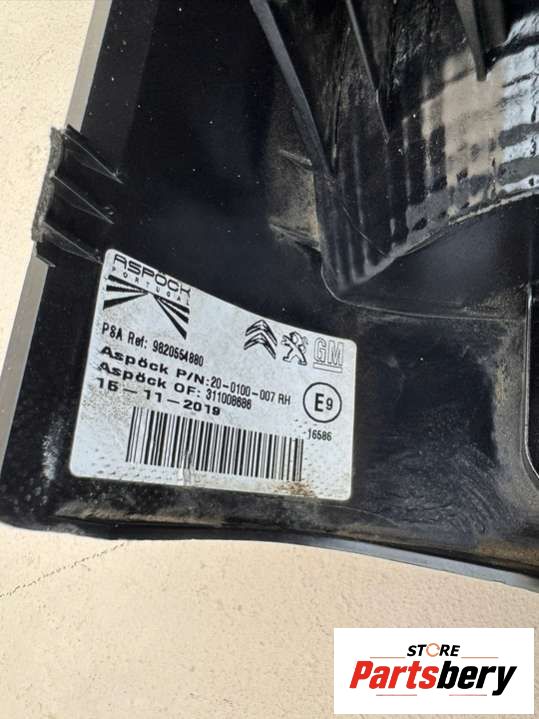 ASPÖCK
PORTUGAL
PSA Ref: 9820554880
GM
Aspöck P/N:20-0100-007 RH
Aspöck OF: 311008686
15-11-2019
E9
16586
STORE
Partsbery